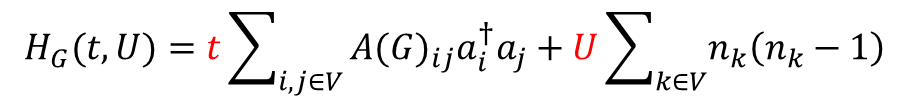 H_G(t, U) = t ∑_{i,j∈V} A(G)_{ij} a_i^† a_j + U ∑_{k∈V} n_k(n_k − 1)